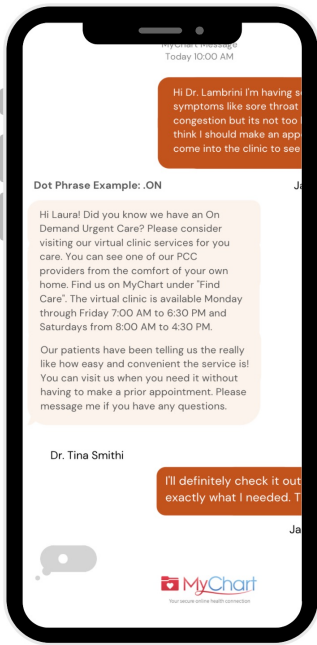 MyChart Message
Today 10:00 AM
Hi Dr. Lambrini I'm having
symptoms like sore throat
congestion but its not too
think I should make an
come into the clinic to see
Dot Phrase Example: .ON
Hi Laura! Did you know we have an On
Demand Urgent Care? Please consider
visiting our virtual clinic services for you
care. You can see one of our PCC
providers from the comfort of your own
home. Find us on MyChart under "Find
Care". The virtual clinic is available Monday
through Friday 7:00 AM to 6:30 PM and
Saturdays from 8:00 AM to 4:30 PM.
Our patients have been telling us the really
like how easy and convenient the service is!
You can visit us when you need it without
having to make a prior appointment. Please
message me if you have any questions.
Dr. Tina Smithi
I'll definitely check it out
exactly what I needed.
MyChart
Your secure online health connection